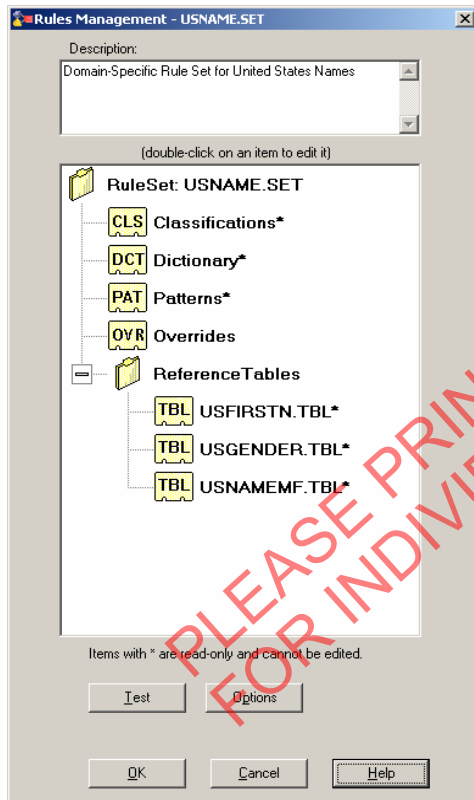 Rules Management - USNAME.SET
Description:
Domain-Specific Rule Set for United States Names
(double-click on an item to edit it)
RuleSet: USNAME.SET
CLS Classifications*
DCT Dictionary*
PAT Patterns*
OVR Overrides
ReferenceTables
TBL USFIRSTN.TBL*
TBL USGENDER.TBL*
TBL USNAMEMF.TBL*
Items with * are read-only and cannot be edited.
Test Options
OK Cancel Help
PLEASE
FOR